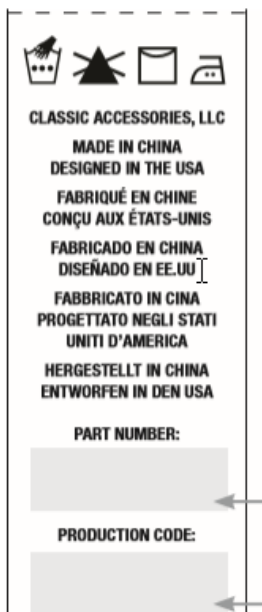 CLASSIC ACCESSORIES, LLC
MADE IN CHINA
DESIGNED IN THE USA
FABRIQUÉ EN CHINE
CONÇU AUX ÉTATS-UNIS
FABRICADO EN CHINA
DISEÑADO EN EE.UU
FABBRICATO IN CINA
PROGETTATO NEGLI STATI
UNITI D'AMERICA
HERGESTELLT IN CHINA
ENTWORFEN IN DEN USA
PART NUMBER:
PRODUCTION CODE: